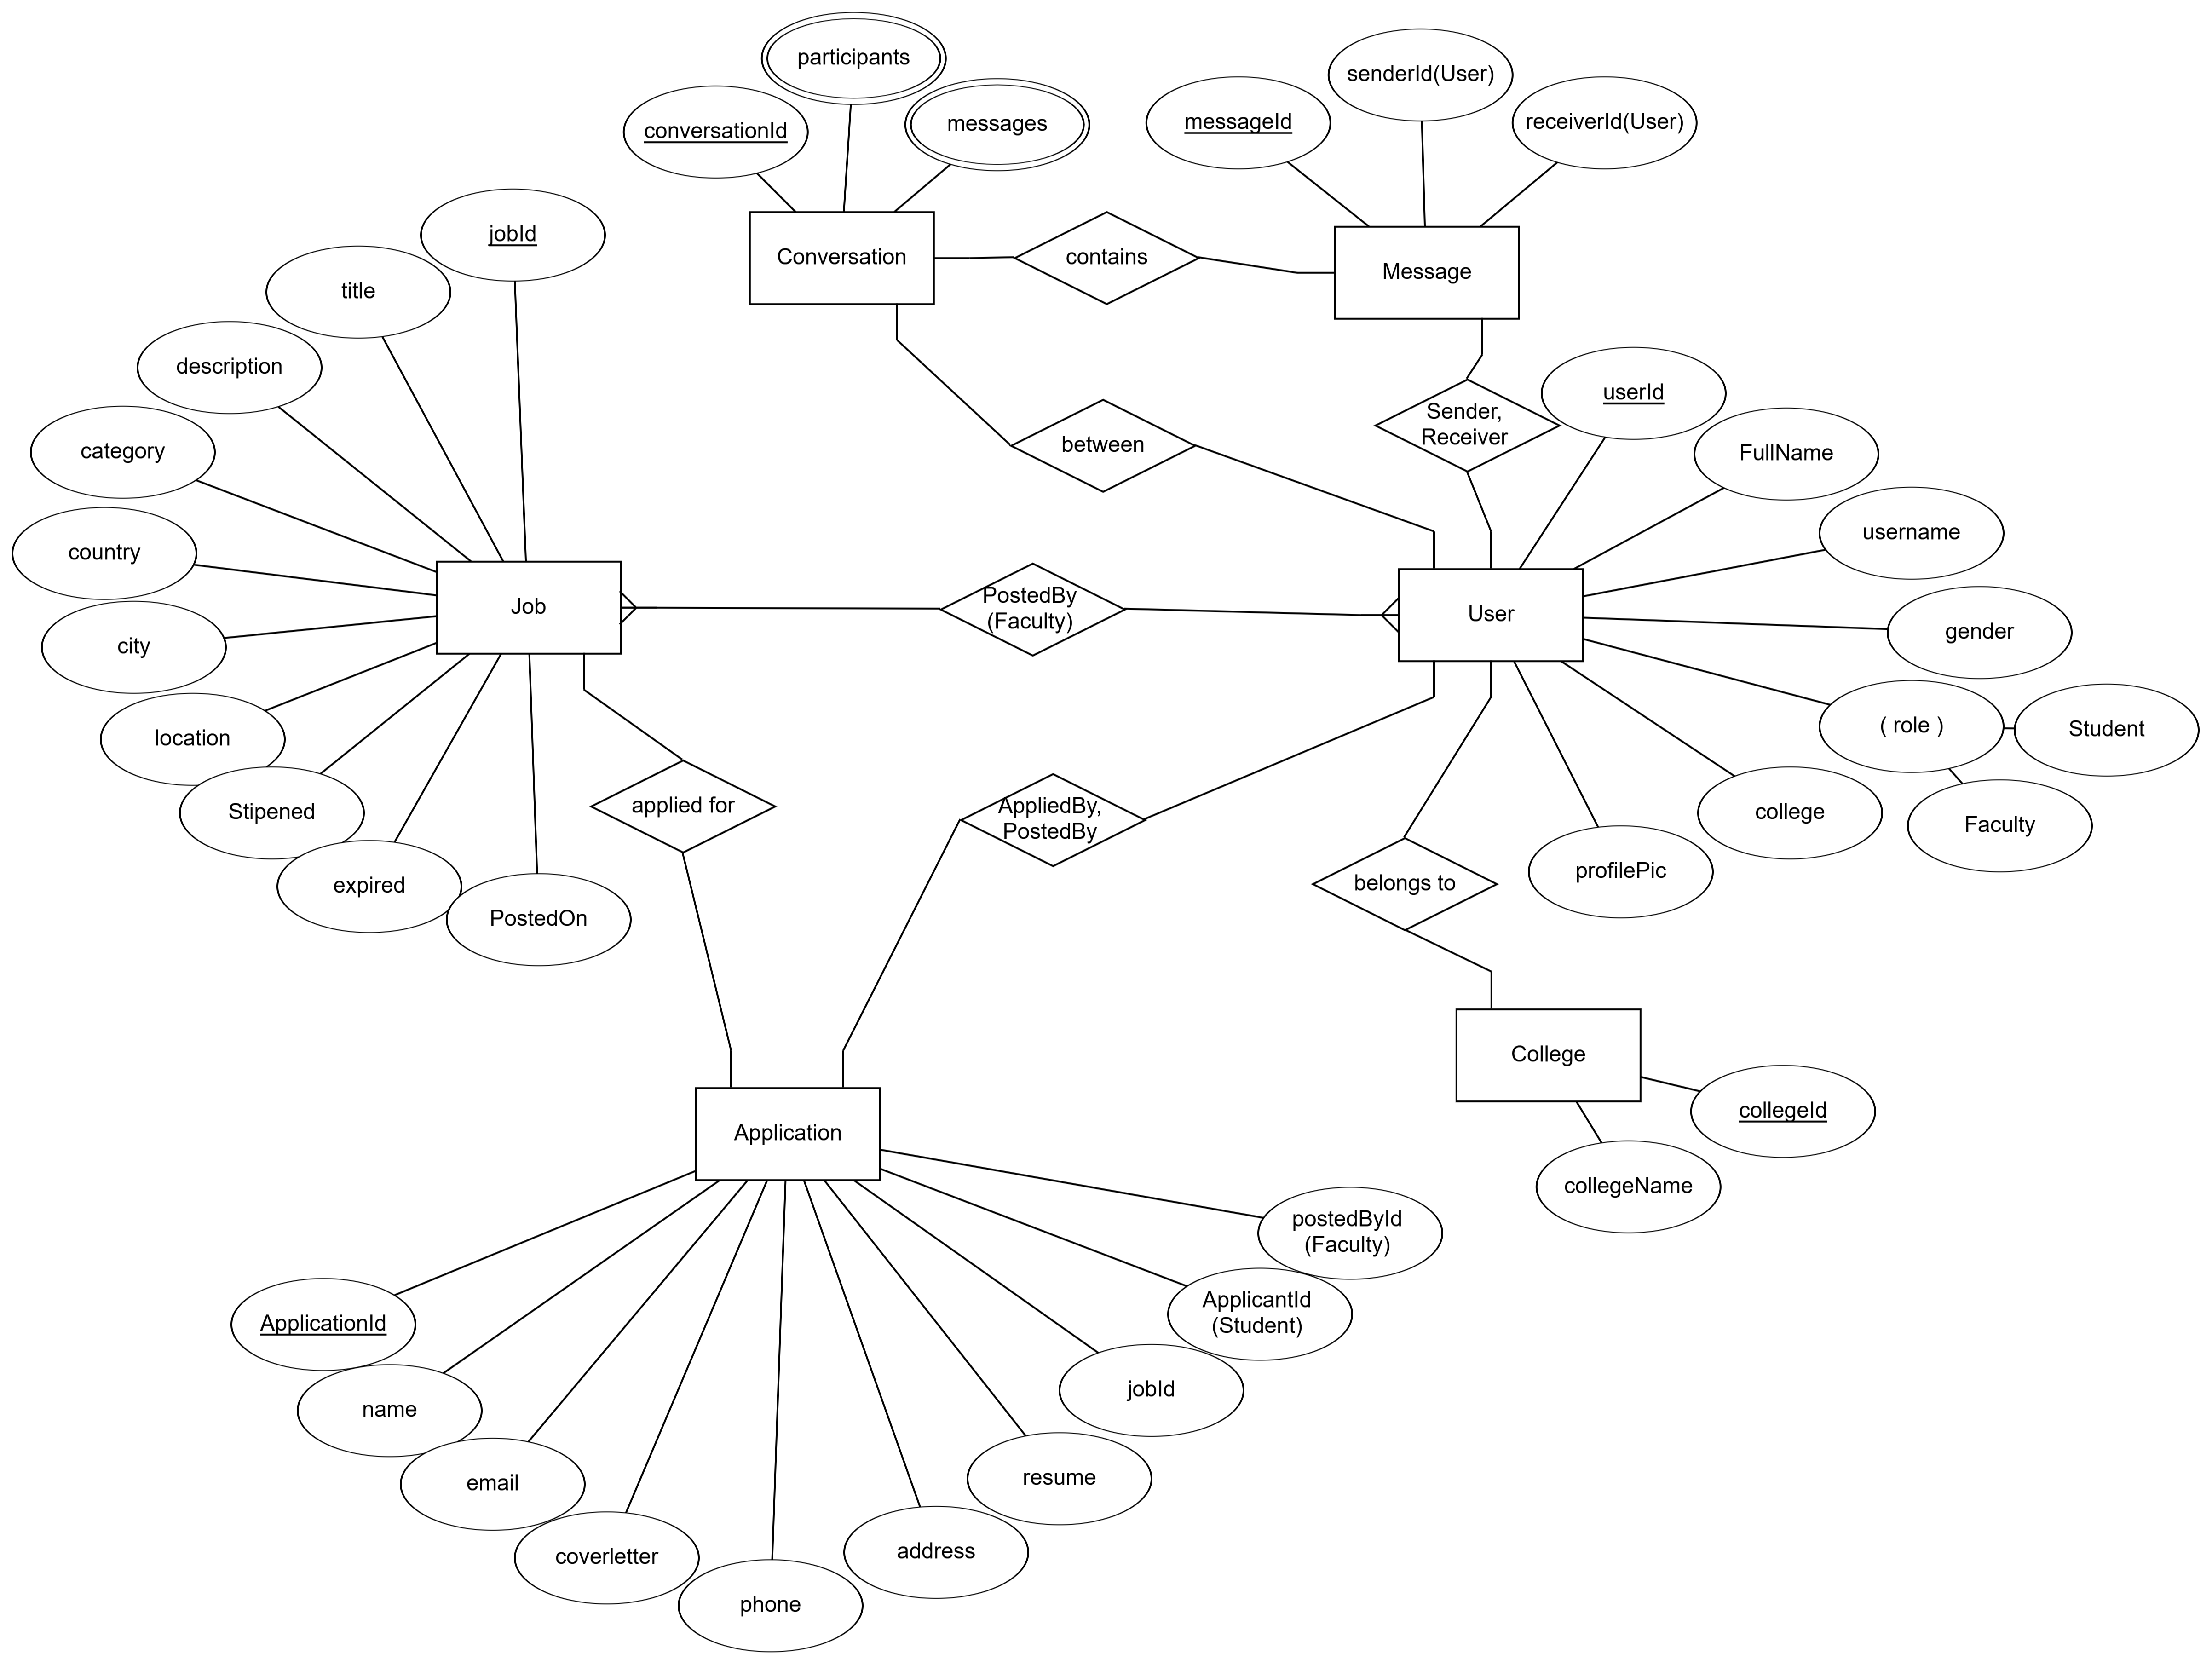 participants
senderId(User)
messages
conversationId
messageId
receiverId(User)
jobId
Conversation
contains
Message
title
description
userId
Sender,
Receiver
category
between
FullName
username
country
Job
PostedBy
(Faculty)
User
gender
city
location
( role )
Student
Stipened
applied for
AppliedBy,
PostedBy
college
Faculty
expired
profilePic
belongs to
PostedOn
College
collegeId
Application
collegeName
postedById
(Faculty)
ApplicationId
ApplicantId
(Student)
name
jobId
email
resume
coverletter
address
phone